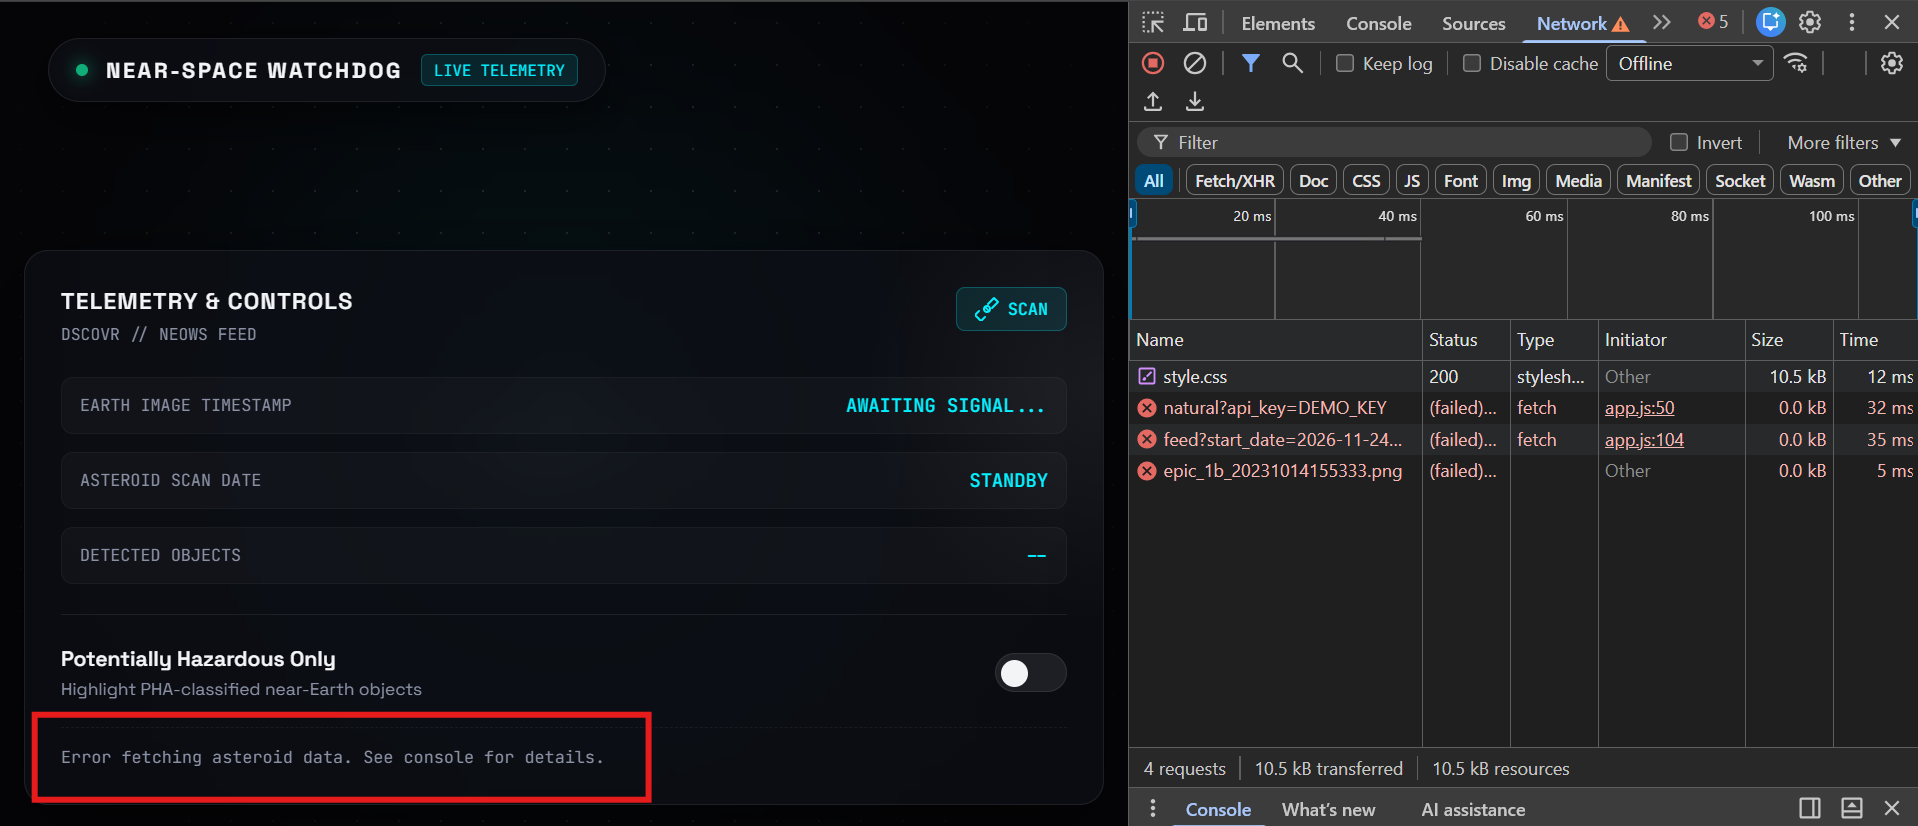 NEAR-SPACE WATCHDOG LIVE TELEMETRY
TELEMETRY & CONTROLS
DSCOVR // NEOWS FEED
SCAN
EARTH IMAGE TIMESTAMP AWAITING SIGNAL...
ASTEROID SCAN DATE STANDBY
DETECTED OBJECTS --
Potentially Hazardous Only
Highlight PHA-classified near-Earth objects
Error fetching asteroid data. See console for details.
Elements Console Sources Network 5
Keep log Disable cache Offline
Filter Invert More filters
All Fetch/XHR Doc CSS JS Font Img Media Manifest Socket Wasm Other
20 ms 40 ms 60 ms 80 ms 100 ms
Name Status Type Initiator Size Time
style.css 200 stylesh... Other 10.5 kB 12 ms
natural?api_key=DEMO_KEY (failed)... fetch app.js:50 0.0 kB 32 ms
feed?start_date=2026-11-24... (failed)... fetch app.js:104 0.0 kB 35 ms
epic_1b_20231014155333.png (failed)... Other 0.0 kB 5 ms
4 requests 10.5 kB transferred 10.5 kB resources
Console What's new AI assistance